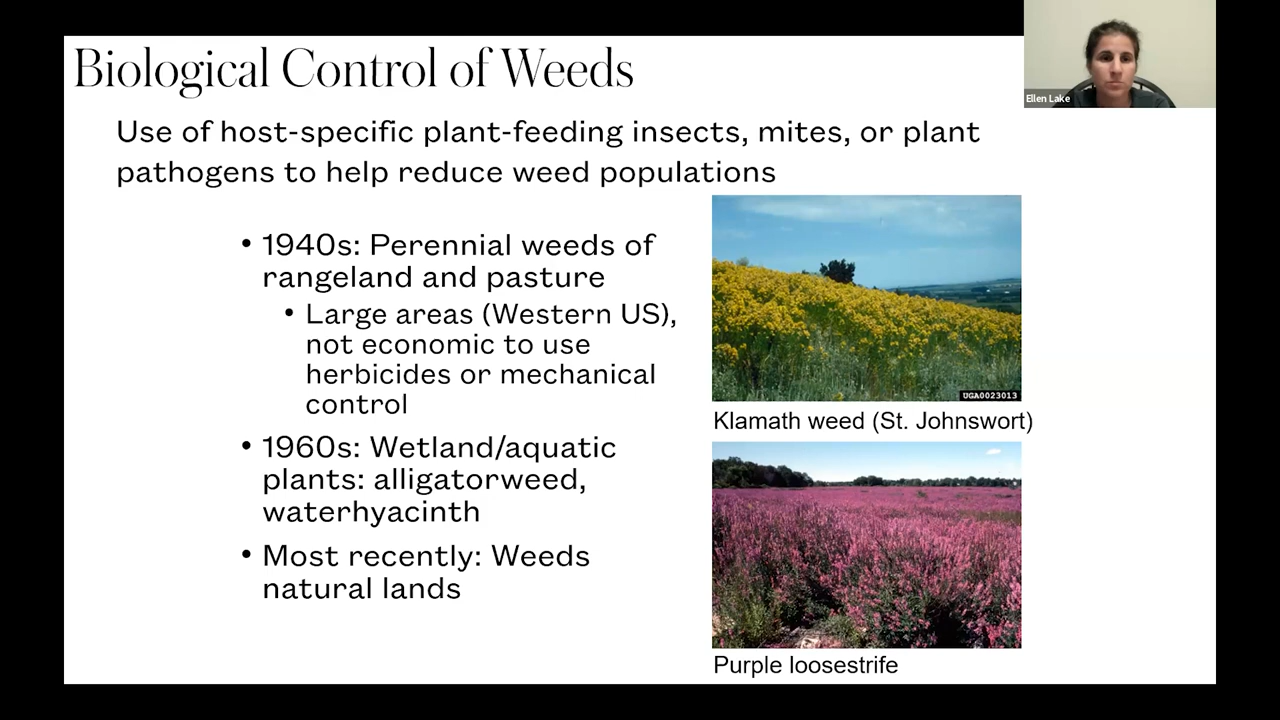 Biological Control of Weeds
Ellen Lake
Use of host-specific plant-feeding insects, mites, or plant
pathogens to help reduce weed populations
• 1940s: Perennial weeds of
rangeland and pasture
• Large areas (Western US),
not economic to use
herbicides or mechanical
control
• 1960s: Wetland/aquatic
plants: alligatorweed,
waterhyacinth
• Most recently: Weeds
natural lands
UGA0023013
Klamath weed (St. Johnswort)
Purple loosestrife